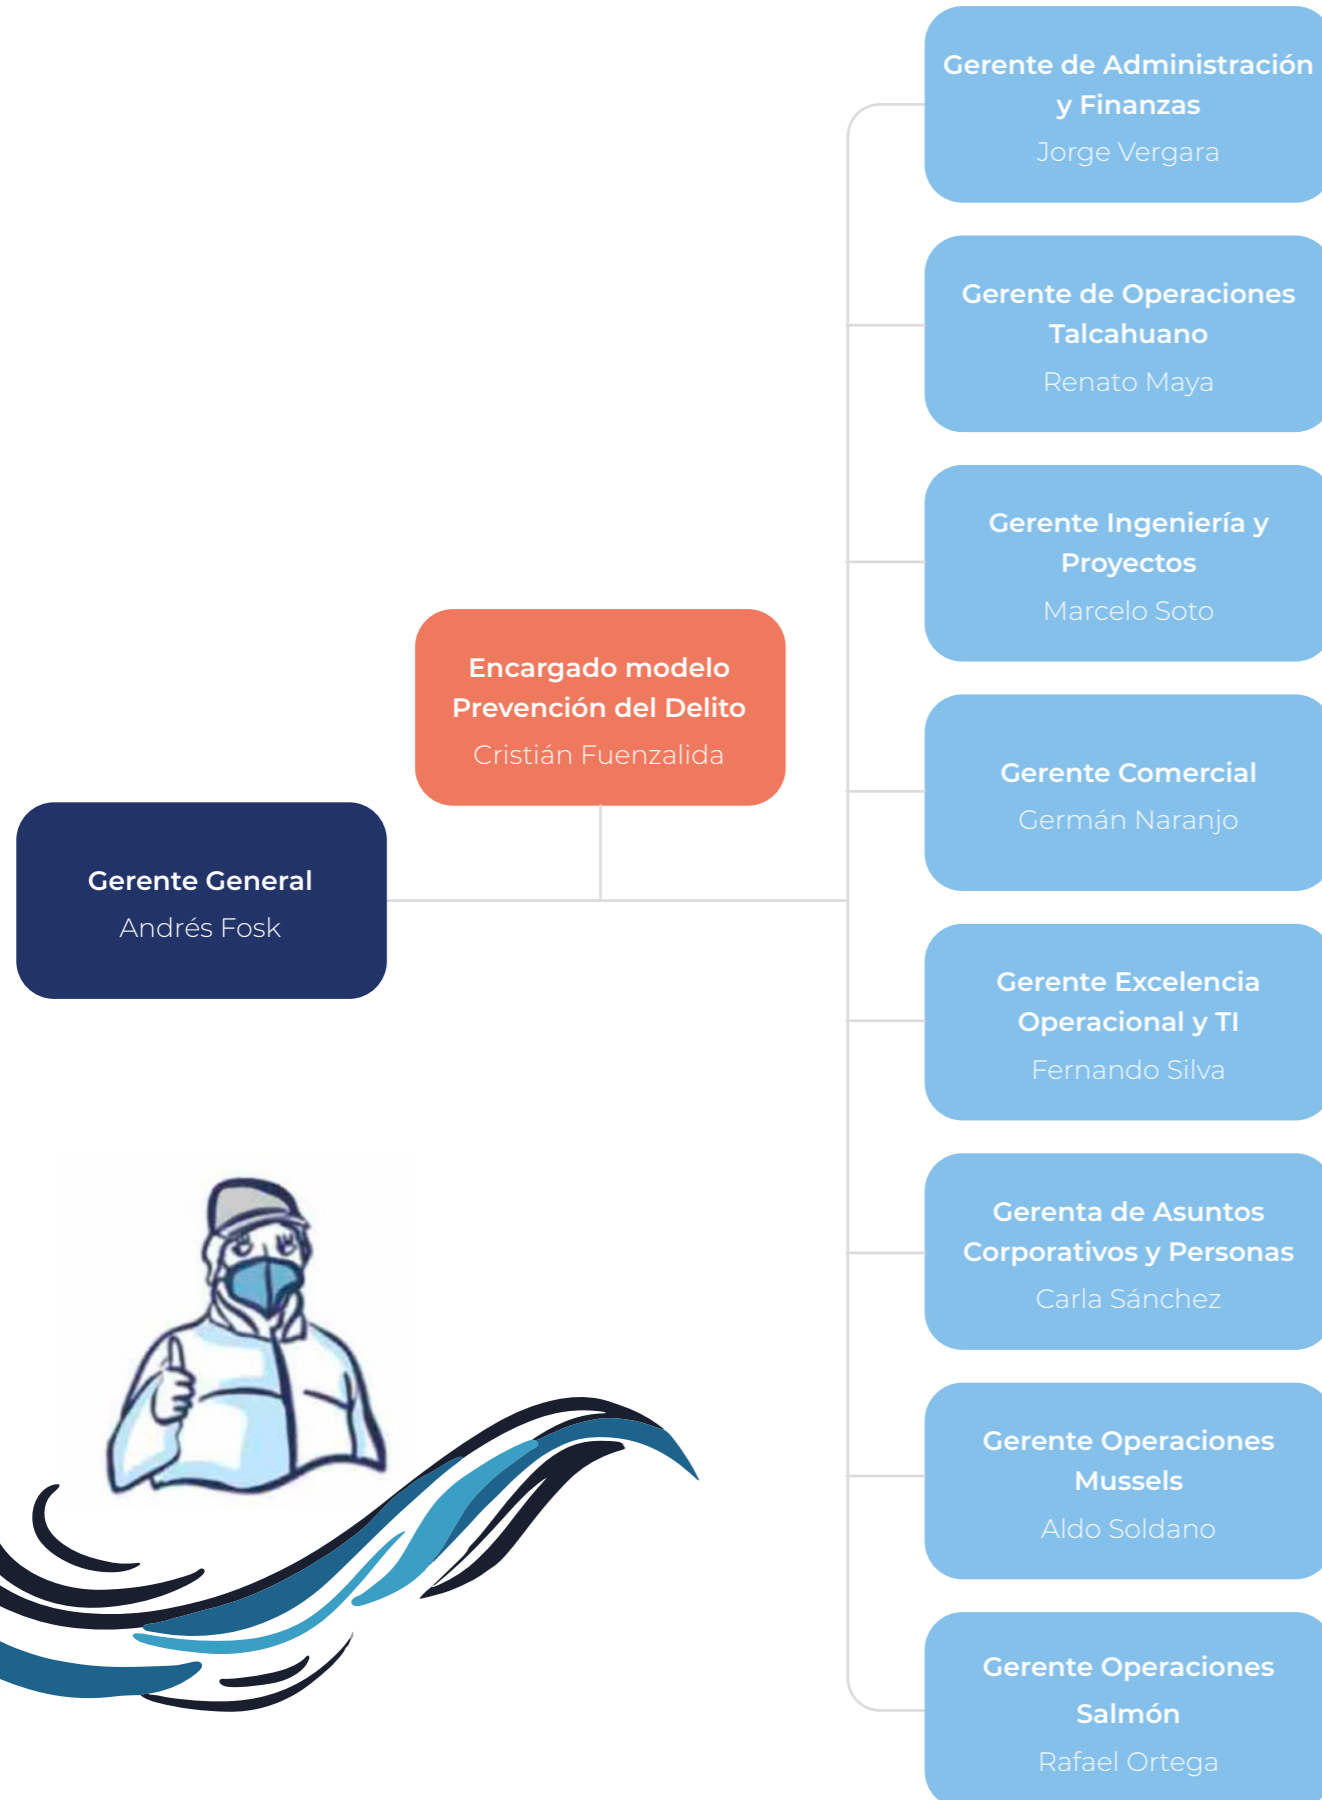 Gerente General
Andrés Fosk
Encargado modelo
Prevención del Delito
Cristián Fuenzalida
Gerente de Administración
y Finanzas
Jorge Vergara
Gerente de Operaciones
Talcahuano
Renato Maya
Gerente Ingeniería y
Proyectos
Marcelo Soto
Gerente Comercial
Germán Naranjo
Gerente Excelencia
Operacional y TI
Fernando Silva
Gerenta de Asuntos
Corporativos y Personas
Carla Sánchez
Gerente Operaciones
Mussels
Aldo Soldano
Gerente Operaciones
Salmón
Rafael Ortega